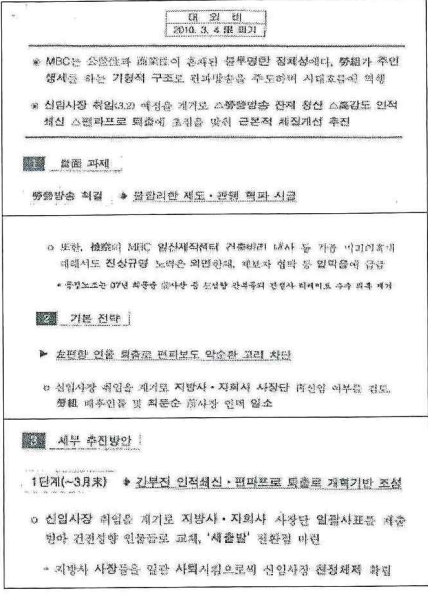 대 외 비
2010. 3. 4 限 파기
※ MBC는 公營性과 商業性이 혼재된 불투명한 정체성에다, 勞組가 주인
행세를 하는 기형적 구조로 편파방송을 주도하며 시대흐름에 역행
※ 신임사장 취임(3.2) 예정을 계기로 △勞營방송 잔재 청산 △高강도 인적
쇄신 △편파프로 퇴출에 초점을 맞춰 근본적 체질개선 추진
1 當面 과제
勞營방송 척결 ➧ 불합리한 제도・관행 혁파 시급
o 또한, 檢察의 MBC 일산제작센터 건축비리 내사 등 각종 비리의혹에
대해서도 진상규명 노력은 외면한채, 제보자 협박 등 입막음에 급급
* 공정노조는 07년 최문순 前사장 등 간부들의 건설사 리베이트 수수 의혹 제기
2 기본 전략
▶ 左편향 인물 퇴출로 편파보도 악순환 고리 차단
o 신임사장 취임을 계기로 지방사・자회사 사장단 再신임 여부를 검토,
勞組 배후인물 및 최문순 前사장 인맥 일소
3 세부 추진방안
1단계(~3月末) ➧ 간부진 인적쇄신・편파프로 퇴출로 개혁기반 조성
o 신임사장 취임을 계기로 지방사・자회사 사장단 일괄사표를 제출
받아 건전성향 인물들로 교체, '새출발' 전환점 마련
- 지방사 사장들을 일괄 사퇴시킴으로써 신임사장 친정체제 확립